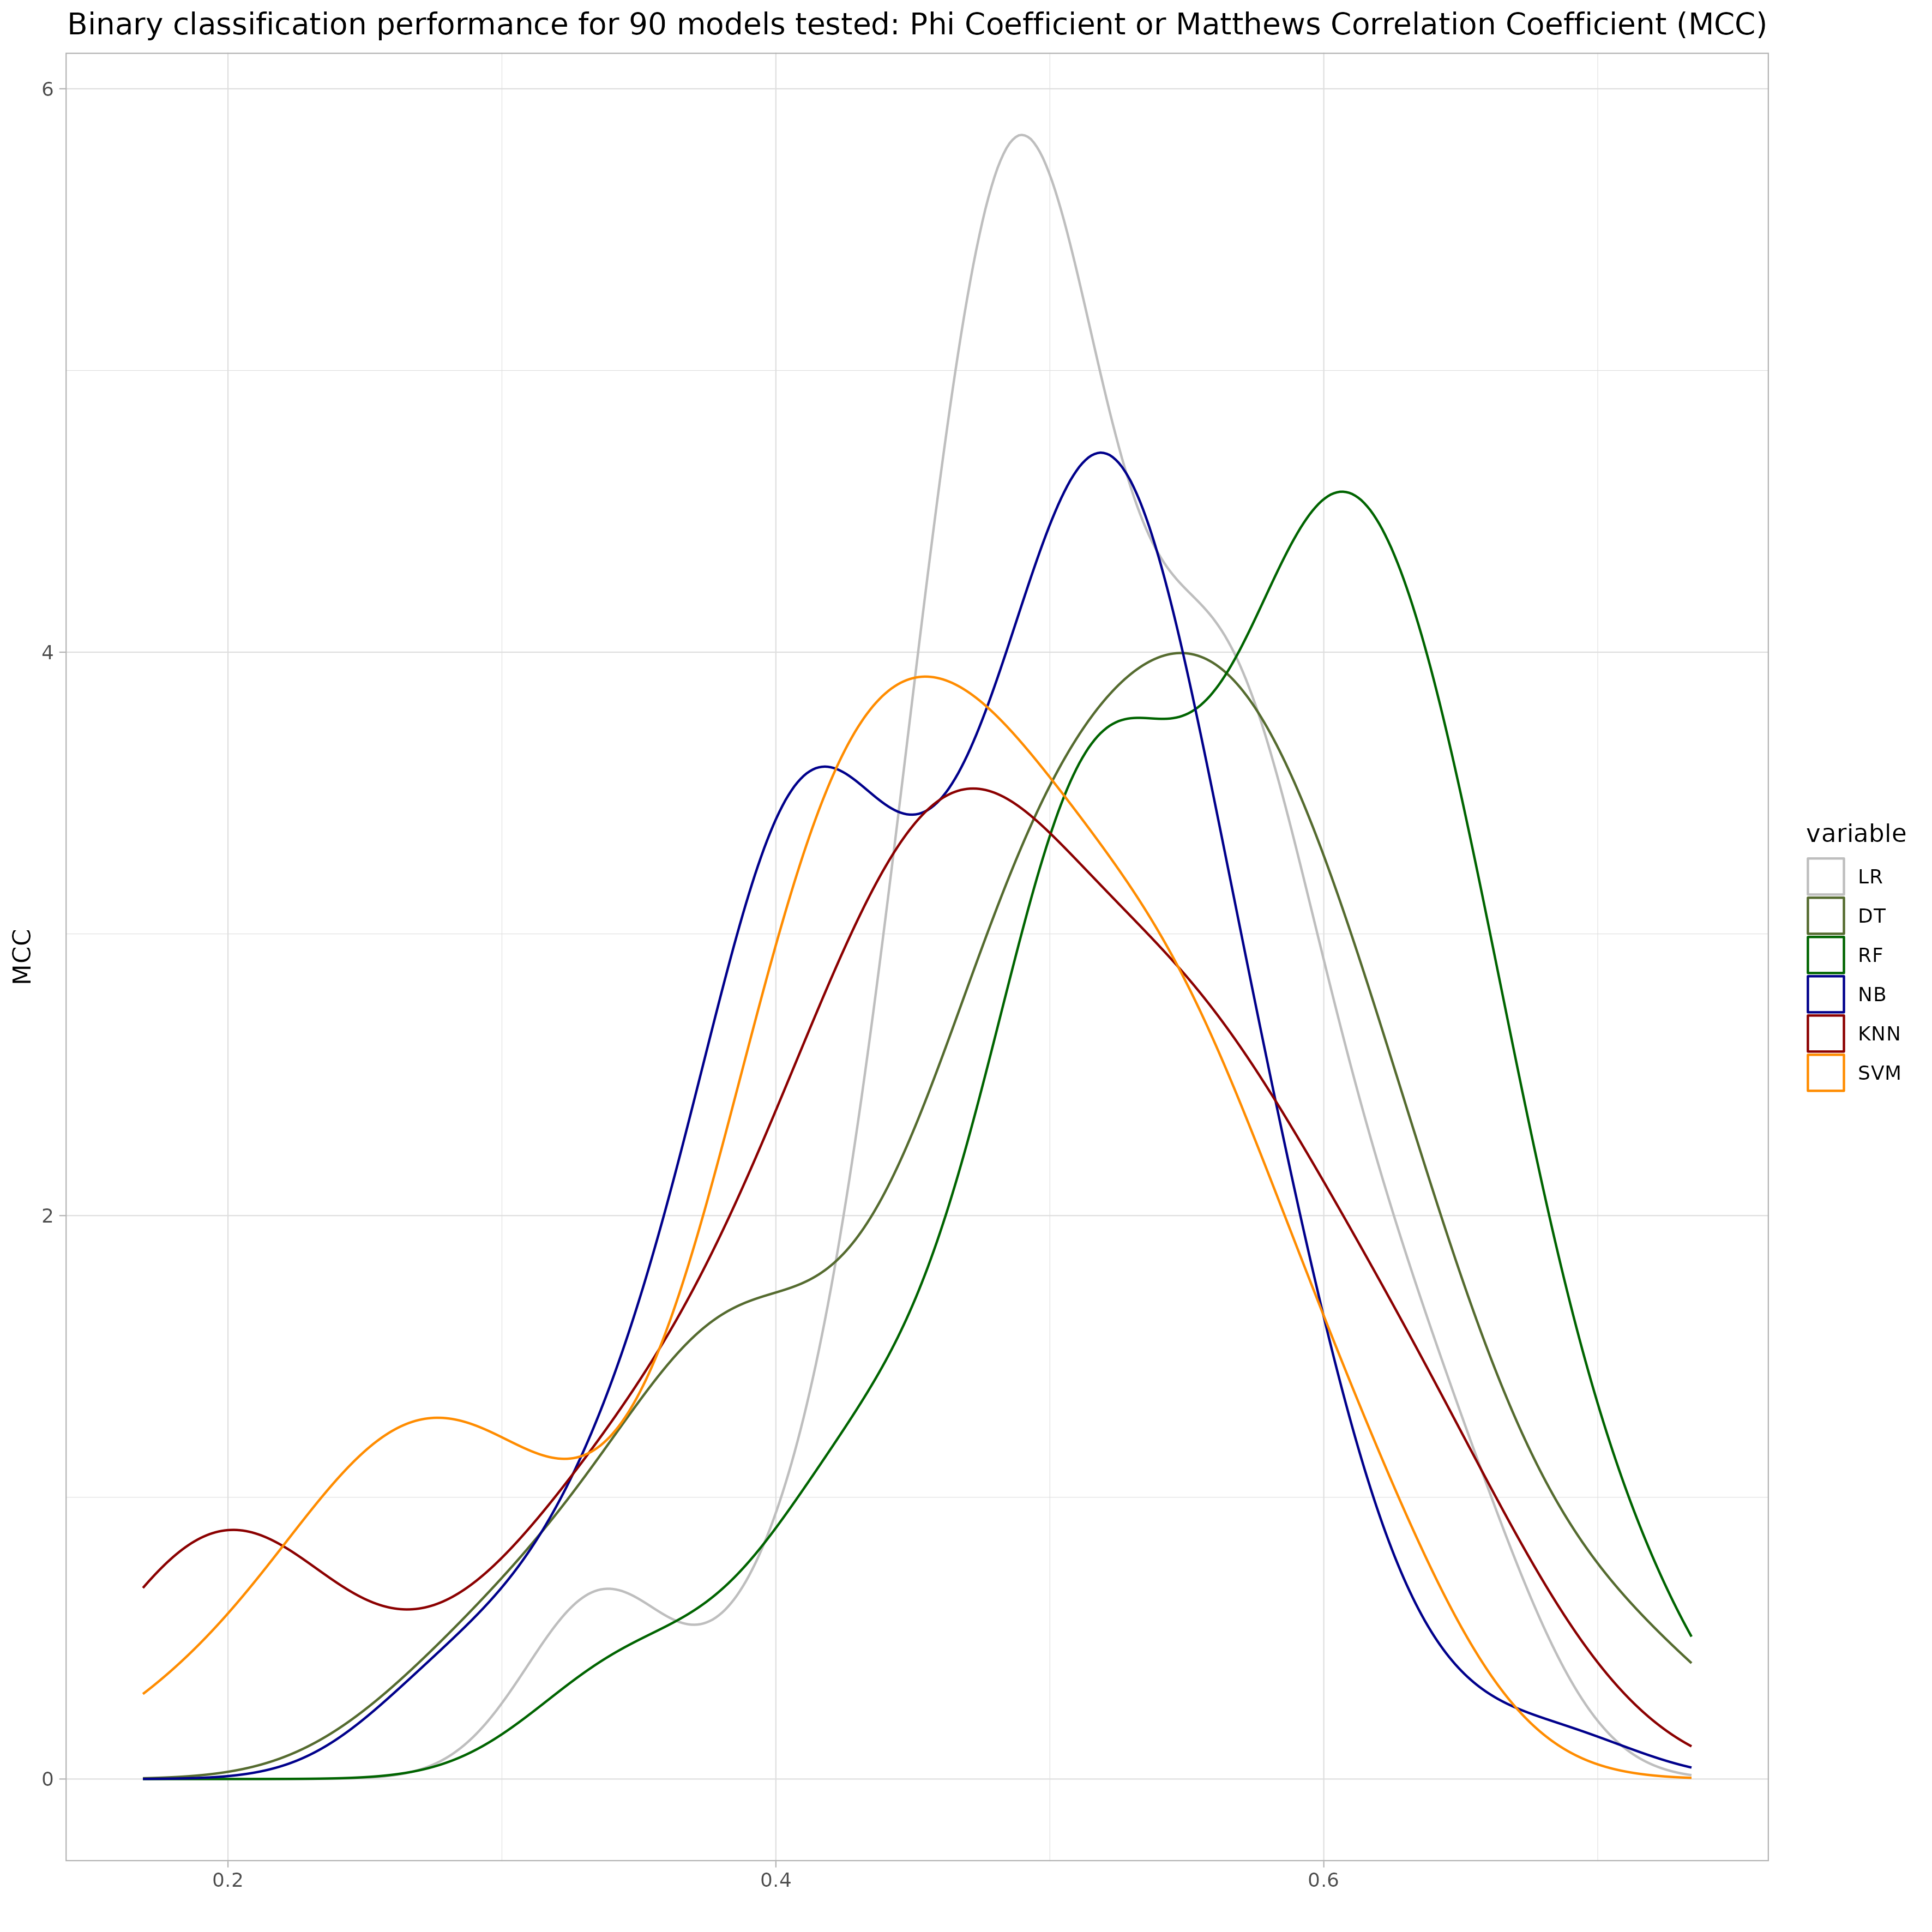 Binary classification performance for 90 models tested: Phi Coefficient or Matthews Correlation Coefficient (MCC)
6
4
2
0
MCC
0.2
0.4
0.6
variable
LR
DT
RF
NB
KNN
SVM